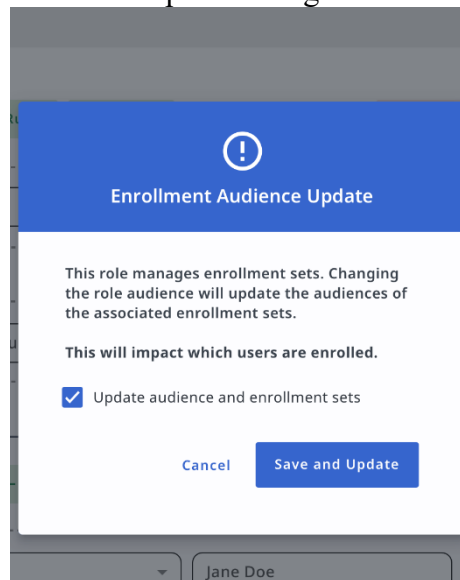 Enrollment Audience Update
This role manages enrollment sets. Changing
the role audience will update the audiences of
the associated enrollment sets.
This will impact which users are enrolled.
Update audience and enrollment sets
Cancel
Save and Update
Jane Doe